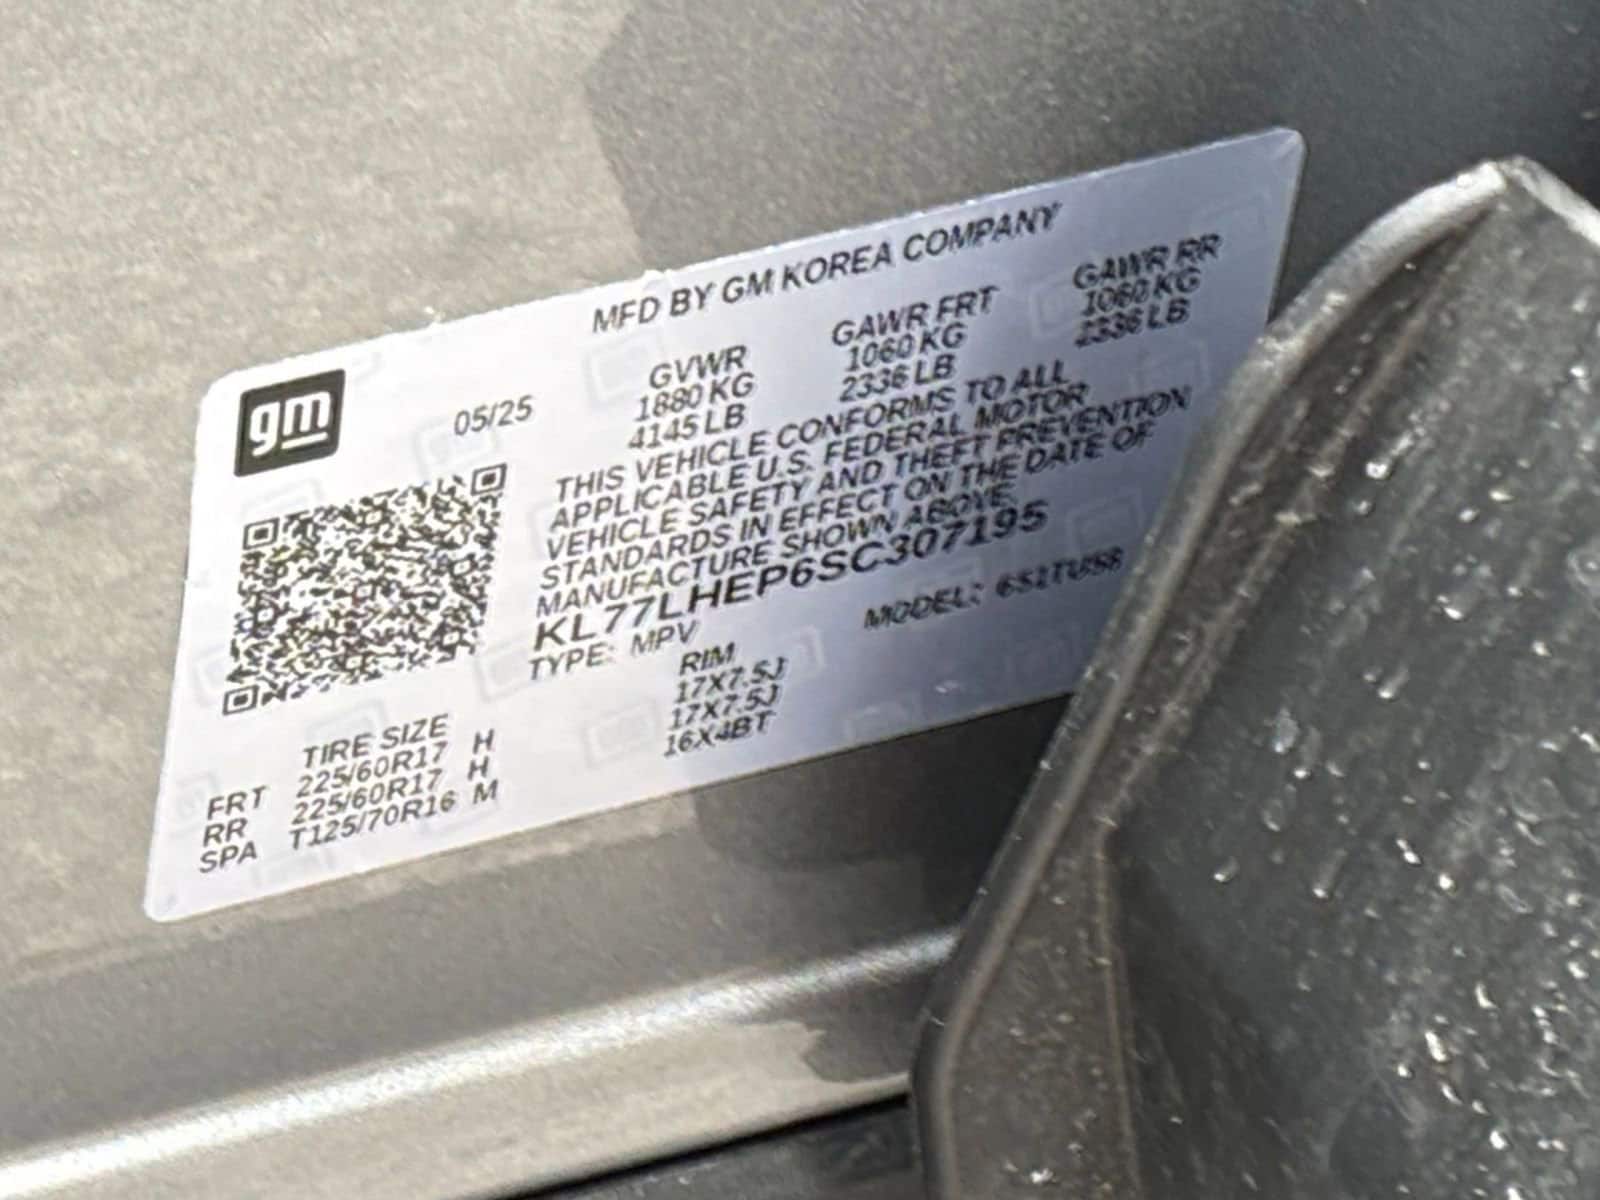 MFD BY GM KOREA COMPANY
gm
05/25
GVWR GAWR FRT GAWR RR
1880 KG 1060 KG 1060 KG
4145 LB 2336 LB 2336 LB
THIS VEHICLE CONFORMS TO ALL
APPLICABLE U.S. FEDERAL MOTOR
VEHICLE SAFETY AND THEFT PREVENTION
STANDARDS IN EFFECT ON THE DATE OF
MANUFACTURE SHOWN ABOVE.
KL77LHEP6SC307195
TYPE: MPV MODEL: 6S1TU58
TIRE SIZE RIM
FRT 225/60R17 H 17X7.5J
RR 225/60R17 H 17X7.5J
SPA T125/70R16 M 16X4BT